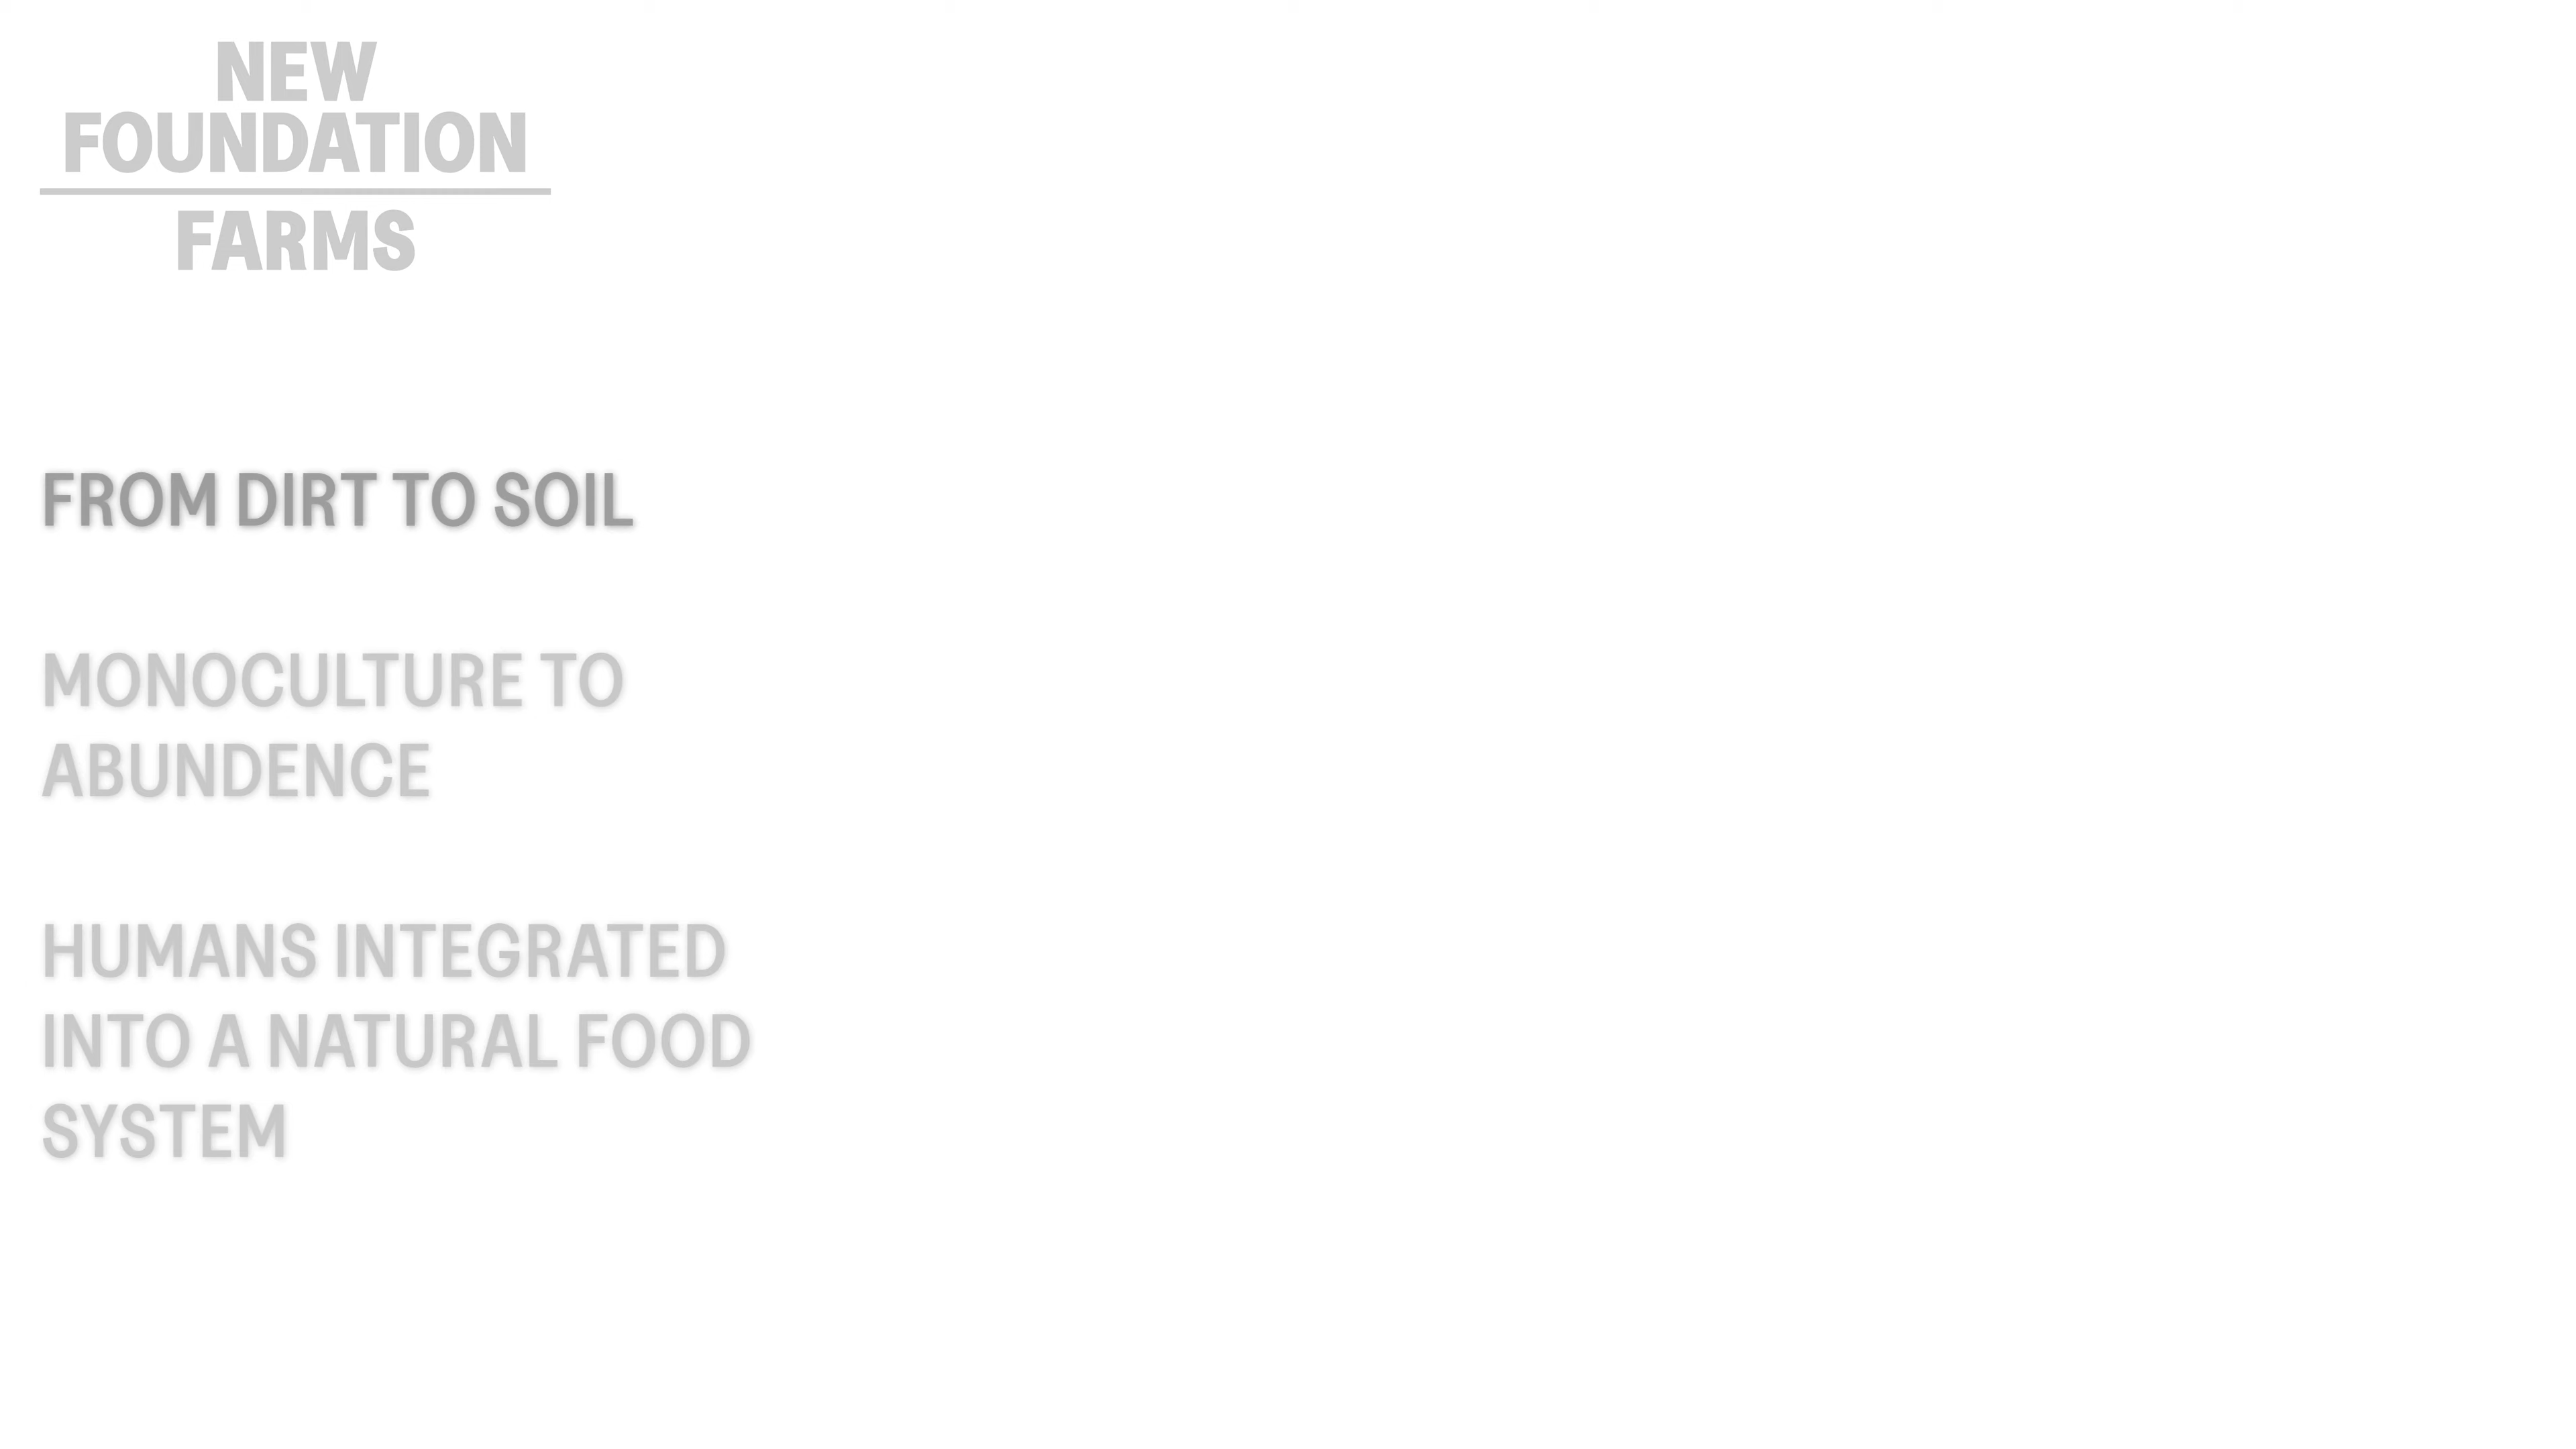 NEW
FOUNDATION
FARMS
FROM DIRT TO SOIL
MONOCULTURE TO
ABUNDENCE
HUMANS INTEGRATED
INTO A NATURAL FOOD
SYSTEM